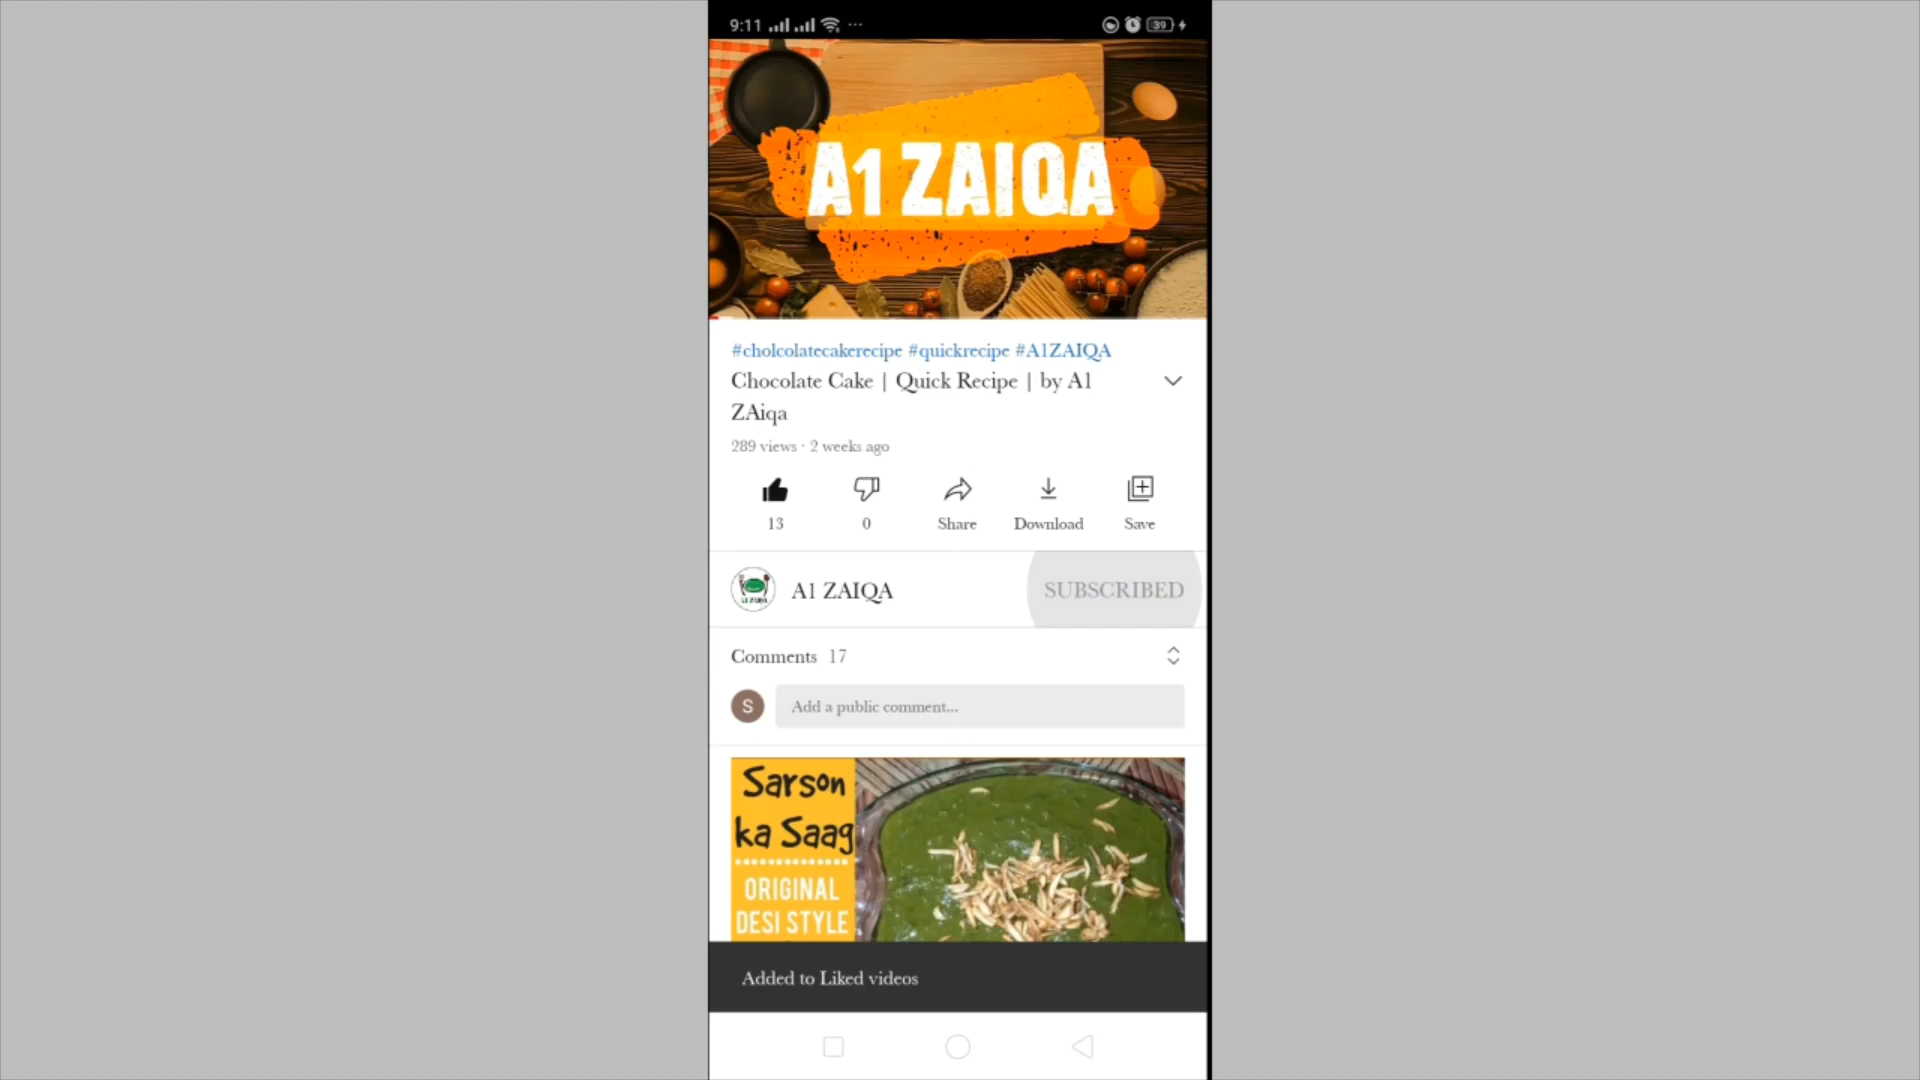 9:11
39
A1 ZAIQA
#cholcolatecakerecipe #quickrecipe #A1ZAIQA
Chocolate Cake | Quick Recipe | by A1
ZAiqa
289 views · 2 weeks ago
13
0
Share
Download
Save
A1 ZAIQA
SUBSCRIBED
Comments 17
S
Add a public comment...
Sarson
ka Saag
ORIGINAL
DESI STYLE
Added to Liked videos